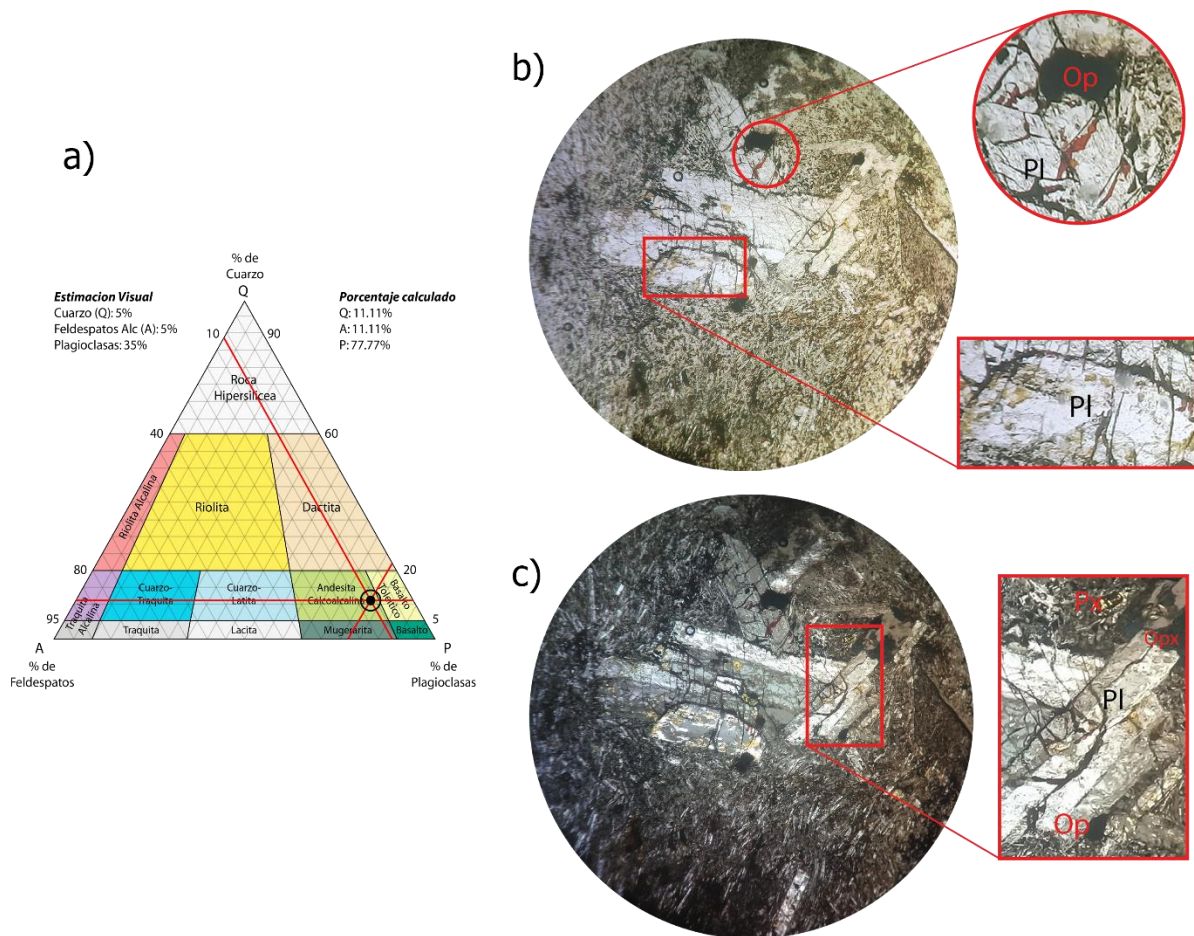 a)
% de
Cuarzo
Q
Estimacion Visual
Cuarzo (Q): 5%
Feldespatos Alc (A): 5%
Plagioclasas: 35%
Porcentaje calculado
Q: 11.11%
A: 11.11%
P: 77.77%
10
90
Roca
Hipersilicea
40
60
Riolita Alcalina
Riolita
Dactita
80
20
Traquita
Alcalina
Cuarzo-
Traquita
Cuarzo-
Latita
Andesita
Calcoalcalina
Basalto
Toleitico
95
5
Traquita
Lacita
Mugerarita
Basalto
A
% de
Feldespatos
P
% de
Plagioclasas
b)
Op
Pl
Pl
c)
Px
Opx
Pl
Op